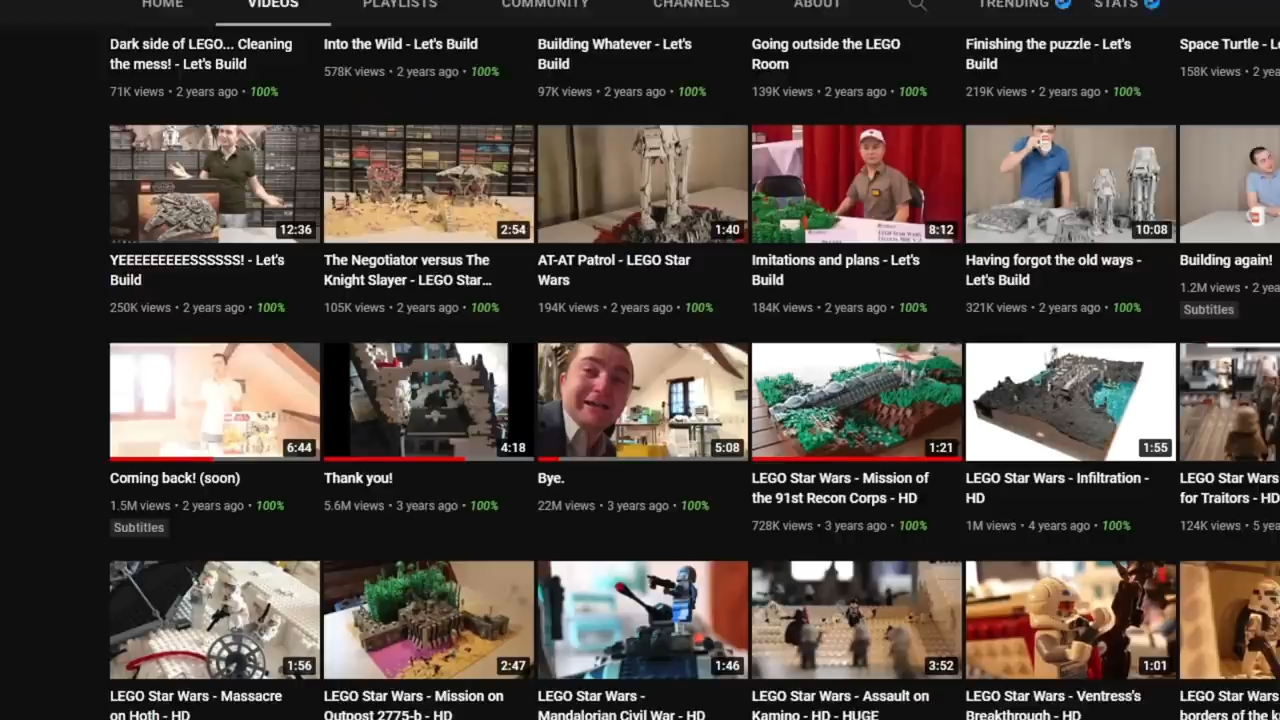 HOME VIDEOS PLAYLISTS COMMUNITY CHANNELS ABOUT TRENDING STATS
Dark side of LEGO... Cleaning
the mess! - Let's Build
71K views • 2 years ago • 100%
Into the Wild - Let's Build
578K views • 2 years ago • 100%
Building Whatever - Let's
Build
97K views • 2 years ago • 100%
Going outside the LEGO
Room
139K views • 2 years ago • 100%
Finishing the puzzle - Let's
Build
219K views • 2 years ago • 100%
Space Turtle - L
158K views • 2 ye
12:36
YEEEEEEEEESSSSSS! - Let's
Build
250K views • 2 years ago • 100%
2:54
The Negotiator versus The
Knight Slayer - LEGO Star...
105K views • 2 years ago • 100%
1:40
AT-AT Patrol - LEGO Star
Wars
194K views • 2 years ago • 100%
8:12
Imitations and plans - Let's
Build
184K views • 2 years ago • 100%
10:08
Having forgot the old ways -
Let's Build
321K views • 2 years ago • 100%
Building again!
1.2M views • 2 yea
Subtitles
6:44
Coming back! (soon)
1.5M views • 2 years ago • 100%
Subtitles
4:18
Thank you!
5.6M views • 3 years ago • 100%
5:08
Bye.
22M views • 3 years ago • 100%
1:21
LEGO Star Wars - Mission of
the 91st Recon Corps - HD
728K views • 3 years ago • 100%
1:55
LEGO Star Wars - Infiltration -
HD
1M views • 4 years ago • 100%
LEGO Star Wars
for Traitors - HD
124K views • 5 yea
1:56
LEGO Star Wars - Massacre
on Hoth - HD
2:47
LEGO Star Wars - Mission on
Outpost 2775-b - HD
1:46
LEGO Star Wars -
Mandalorian Civil War - HD
3:52
LEGO Star Wars - Assault on
Kamino - HD - HUGE
1:01
LEGO Star Wars - Ventress's
Breakthrough - HD
LEGO Star Wars
borders of the l